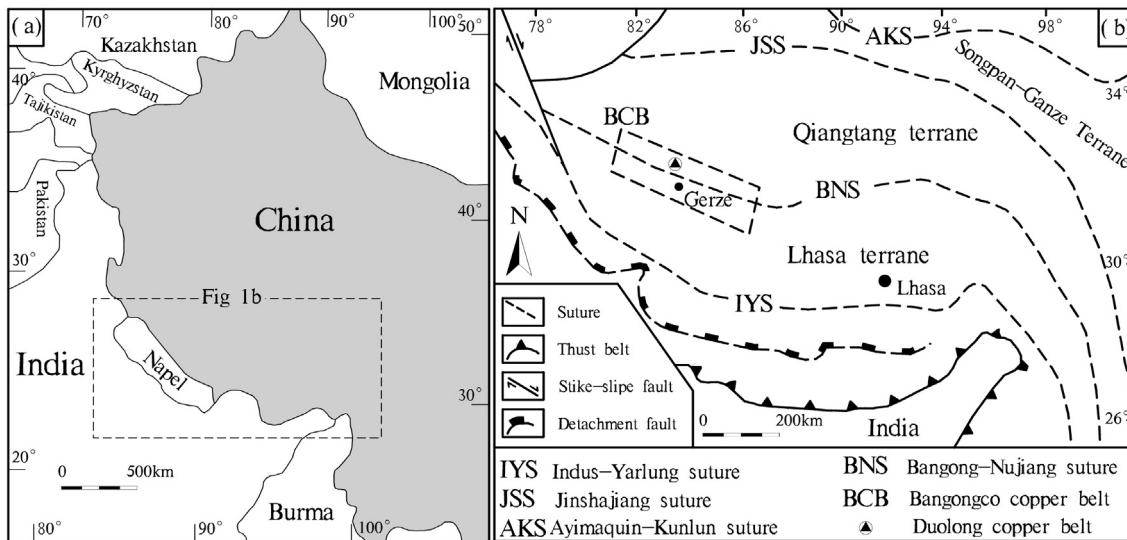 (a)
70°
80°
90°
100°
Kazakhstan
Kyrghyzstan
Mongolia
40°
Tajikistan
Pakistan
China
40°
30°
Fig 1b
India
Napel
30°
20°
0 500km
Burma
80°
90°
100°
78°
82°
86°
90°
94°
98°
(b)
JSS
AKS
Songpan-Ganze Terrane
34°
BCB
Qiangtang terrane
Gerze
BNS
N
Lhasa terrane
30°
Lhasa
IYS
Suture
Thust belt
Stike-slipe fault
Detachment fault
0 200km
India
26°
IYS Indus-Yarlung suture
BNS Bangong-Nujiang suture
JSS Jinshajiang suture
BCB Bangongco copper belt
AKS Ayimaquin-Kunlun suture
Duolong copper belt